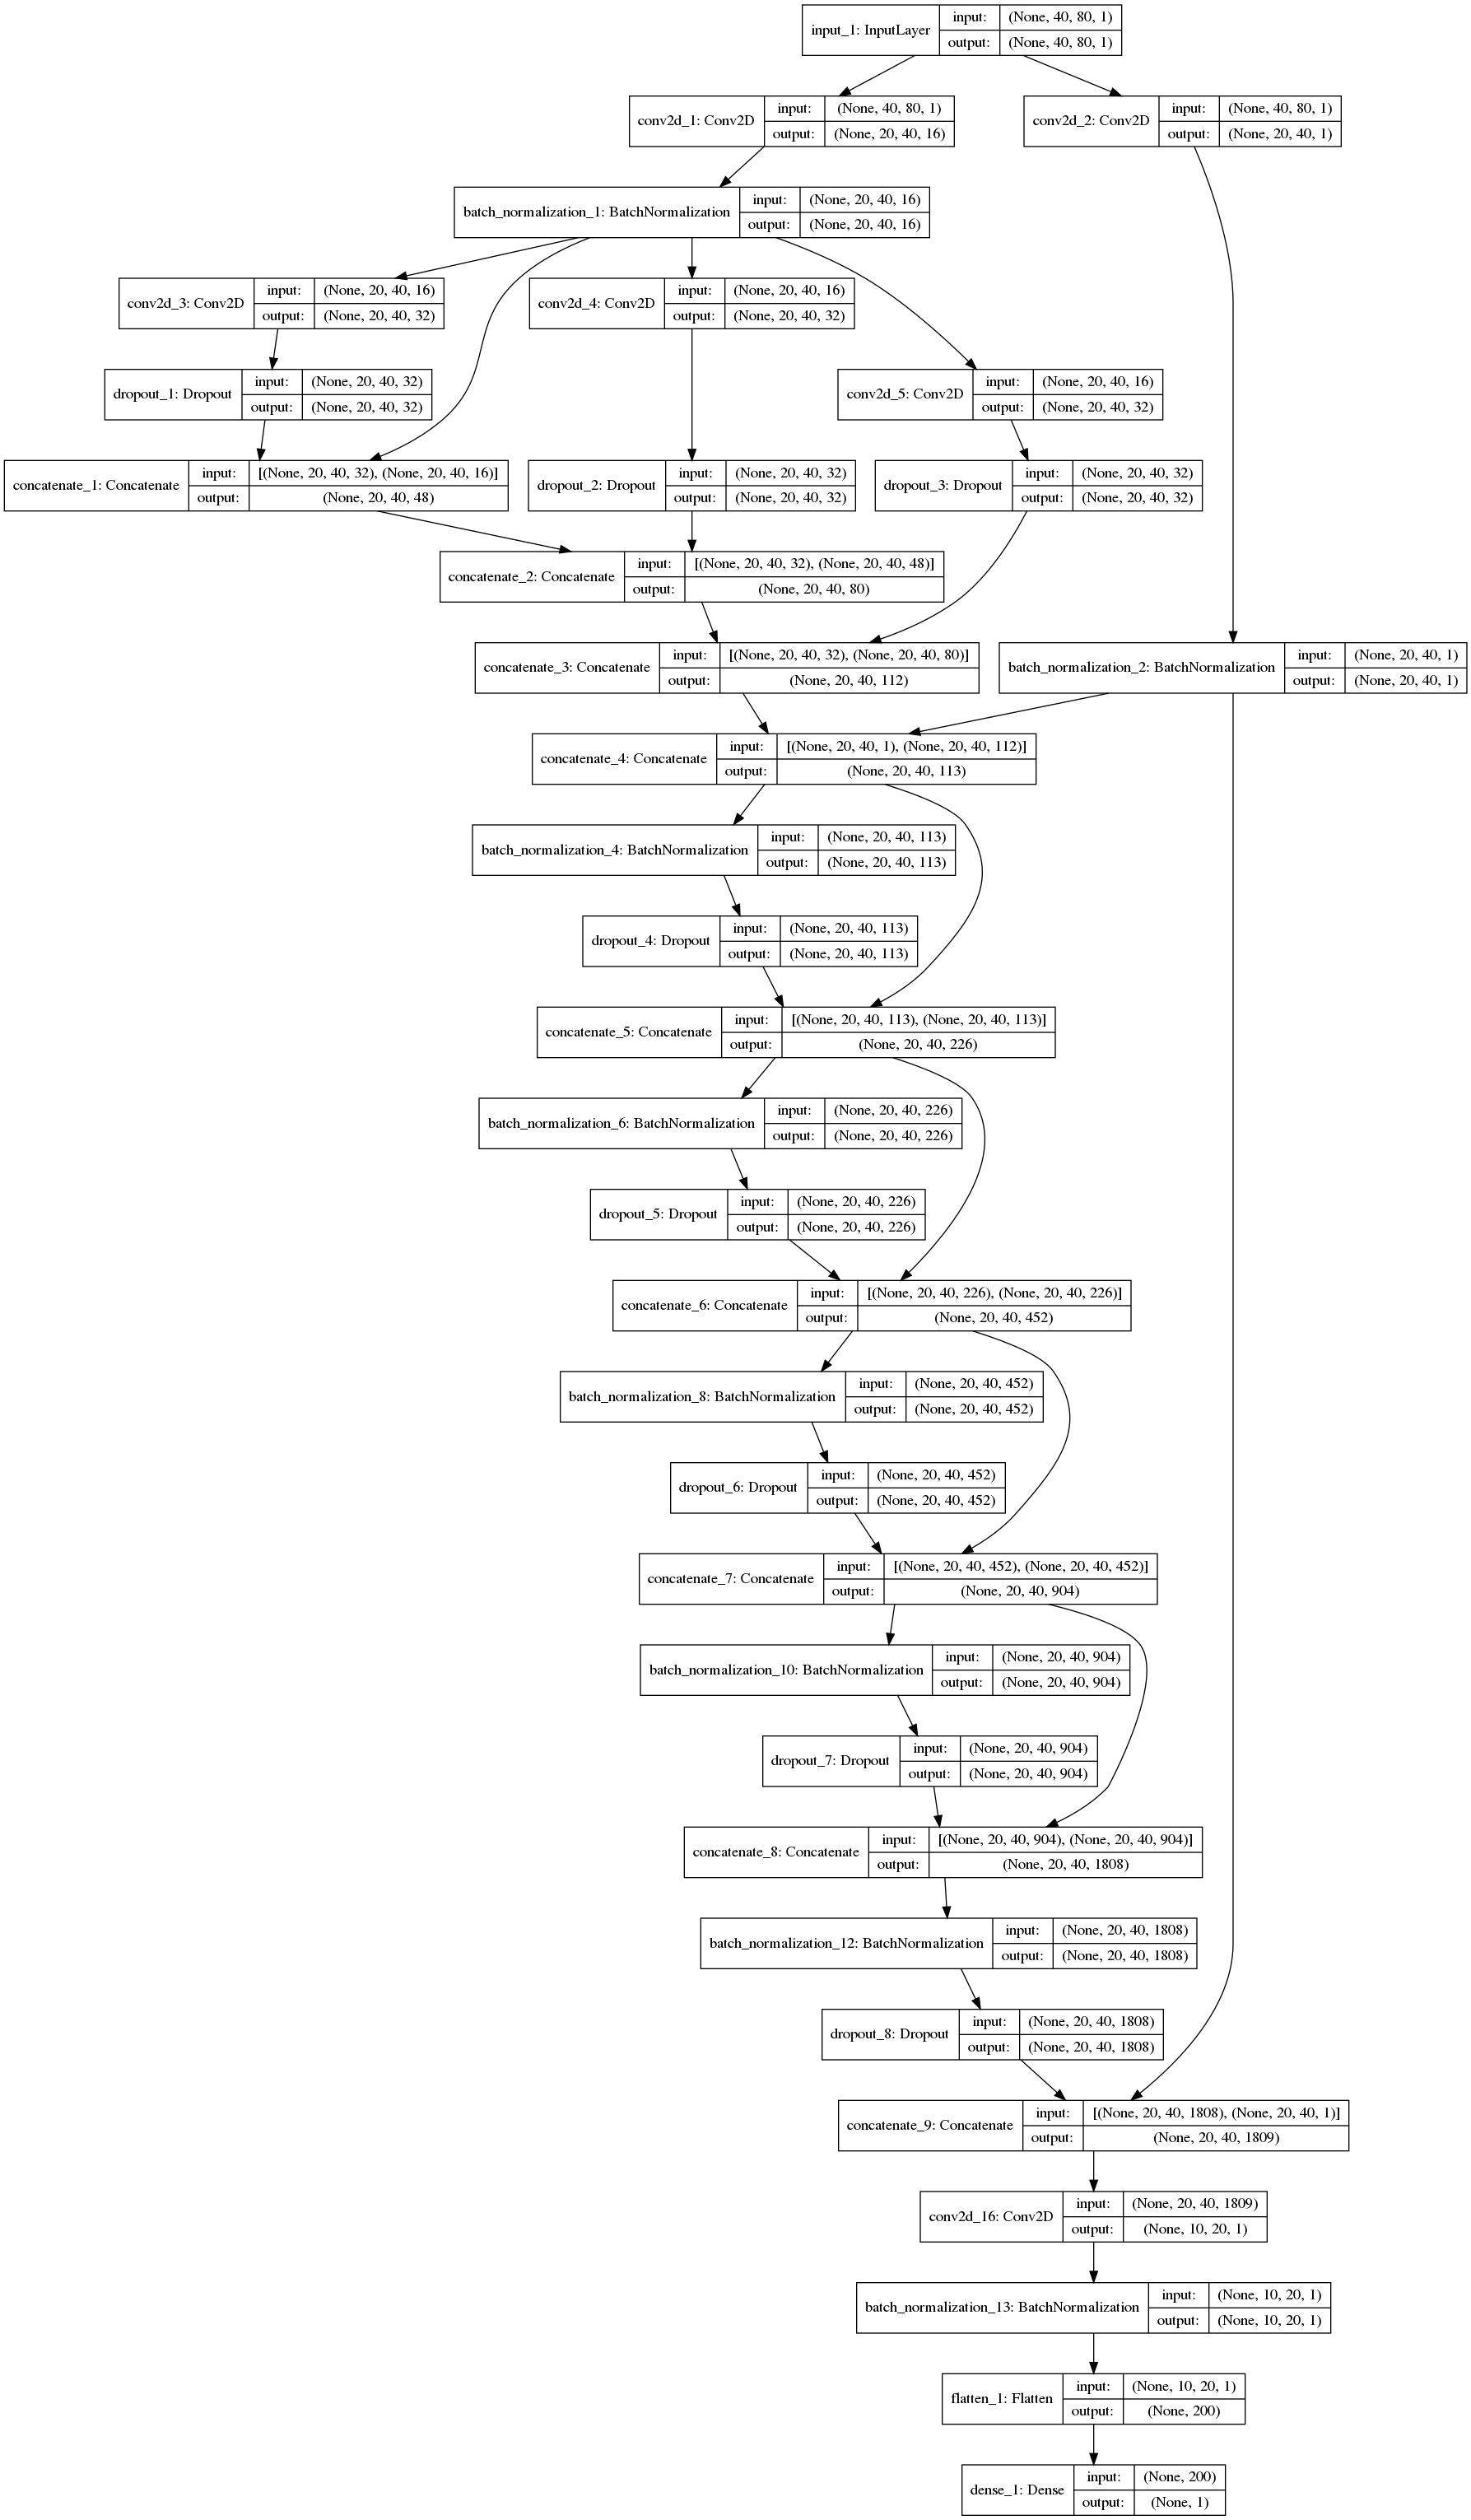 input_1: InputLayer
input: (None, 40, 80, 1)
output: (None, 40, 80, 1)
conv2d_1: Conv2D
input: (None, 40, 80, 1)
output: (None, 20, 40, 16)
conv2d_2: Conv2D
input: (None, 40, 80, 1)
output: (None, 20, 40, 1)
batch_normalization_1: BatchNormalization
input: (None, 20, 40, 16)
output: (None, 20, 40, 16)
conv2d_3: Conv2D
input: (None, 20, 40, 16)
output: (None, 20, 40, 32)
conv2d_4: Conv2D
input: (None, 20, 40, 16)
output: (None, 20, 40, 32)
dropout_1: Dropout
input: (None, 20, 40, 32)
output: (None, 20, 40, 32)
conv2d_5: Conv2D
input: (None, 20, 40, 16)
output: (None, 20, 40, 32)
concatenate_1: Concatenate
input: [(None, 20, 40, 32), (None, 20, 40, 16)]
output: (None, 20, 40, 48)
dropout_2: Dropout
input: (None, 20, 40, 32)
output: (None, 20, 40, 32)
dropout_3: Dropout
input: (None, 20, 40, 32)
output: (None, 20, 40, 32)
concatenate_2: Concatenate
input: [(None, 20, 40, 32), (None, 20, 40, 48)]
output: (None, 20, 40, 80)
concatenate_3: Concatenate
input: [(None, 20, 40, 32), (None, 20, 40, 80)]
output: (None, 20, 40, 112)
batch_normalization_2: BatchNormalization
input: (None, 20, 40, 1)
output: (None, 20, 40, 1)
concatenate_4: Concatenate
input: [(None, 20, 40, 1), (None, 20, 40, 112)]
output: (None, 20, 40, 113)
batch_normalization_4: BatchNormalization
input: (None, 20, 40, 113)
output: (None, 20, 40, 113)
dropout_4: Dropout
input: (None, 20, 40, 113)
output: (None, 20, 40, 113)
concatenate_5: Concatenate
input: [(None, 20, 40, 113), (None, 20, 40, 113)]
output: (None, 20, 40, 226)
batch_normalization_6: BatchNormalization
input: (None, 20, 40, 226)
output: (None, 20, 40, 226)
dropout_5: Dropout
input: (None, 20, 40, 226)
output: (None, 20, 40, 226)
concatenate_6: Concatenate
input: [(None, 20, 40, 226), (None, 20, 40, 226)]
output: (None, 20, 40, 452)
batch_normalization_8: BatchNormalization
input: (None, 20, 40, 452)
output: (None, 20, 40, 452)
dropout_6: Dropout
input: (None, 20, 40, 452)
output: (None, 20, 40, 452)
concatenate_7: Concatenate
input: [(None, 20, 40, 452), (None, 20, 40, 452)]
output: (None, 20, 40, 904)
batch_normalization_10: BatchNormalization
input: (None, 20, 40, 904)
output: (None, 20, 40, 904)
dropout_7: Dropout
input: (None, 20, 40, 904)
output: (None, 20, 40, 904)
concatenate_8: Concatenate
input: [(None, 20, 40, 904), (None, 20, 40, 904)]
output: (None, 20, 40, 1808)
batch_normalization_12: BatchNormalization
input: (None, 20, 40, 1808)
output: (None, 20, 40, 1808)
dropout_8: Dropout
input: (None, 20, 40, 1808)
output: (None, 20, 40, 1808)
concatenate_9: Concatenate
input: [(None, 20, 40, 1808), (None, 20, 40, 1)]
output: (None, 20, 40, 1809)
conv2d_16: Conv2D
input: (None, 20, 40, 1809)
output: (None, 10, 20, 1)
batch_normalization_13: BatchNormalization
input: (None, 10, 20, 1)
output: (None, 10, 20, 1)
flatten_1: Flatten
input: (None, 10, 20, 1)
output: (None, 200)
dense_1: Dense
input: (None, 200)
output: (None, 1)